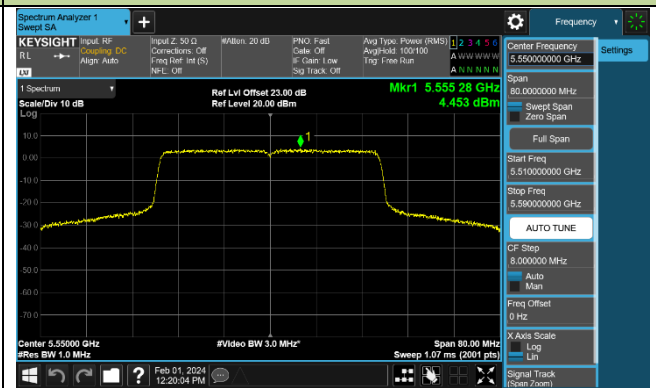 Spectrum Analyzer 1
Swept SA
Frequency
KEYSIGHT
RL
LXI
Input: RF
Coupling: DC
Align: Auto
Input Z: 50 Ω
Corrections: Off
Freq Ref: Int (S)
NFE: Off
#Atten: 20 dB
PNO: Fast
Gate: Off
IF Gain: Low
Sig Track: Off
Avg Type: Power (RMS)
Avg|Hold: 100/100
Trig: Free Run
1 2 3 4 5 6
A W W W W W
A N N N N N
Center Frequency
5.550000000 GHz
Settings
Span
80.0000000 MHz
Swept Span
Zero Span
Full Span
Start Freq
5.510000000 GHz
Stop Freq
5.590000000 GHz
AUTO TUNE
CF Step
8.000000 MHz
Auto
Man
Freq Offset
0 Hz
X Axis Scale
Log
Lin
Signal Track
(Span Zoom)
1 Spectrum
Scale/Div 10 dB
Log
Ref Lvl Offset 23.00 dB
Ref Level 20.00 dBm
Mkr1 5.555 28 GHz
4.453 dBm
1
10.0
0.00
-10.0
-20.0
-30.0
-40.0
-50.0
-60.0
-70.0
Center 5.55000 GHz
#Res BW 1.0 MHz
#Video BW 3.0 MHz*
Span 80.00 MHz
Sweep 1.07 ms (2001 pts)
?
Feb 01, 2024
12:20:04 PM